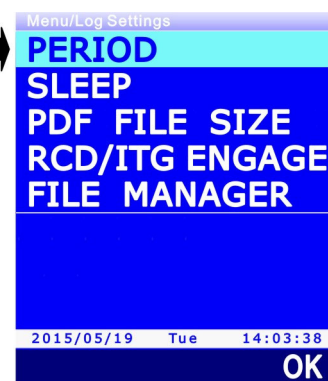 Menu/Log Settings
PERIOD
SLEEP
PDF FILE SIZE
RCD/ITG ENGAGE
FILE MANAGER
2015/05/19 Tue 14:03:38
OK